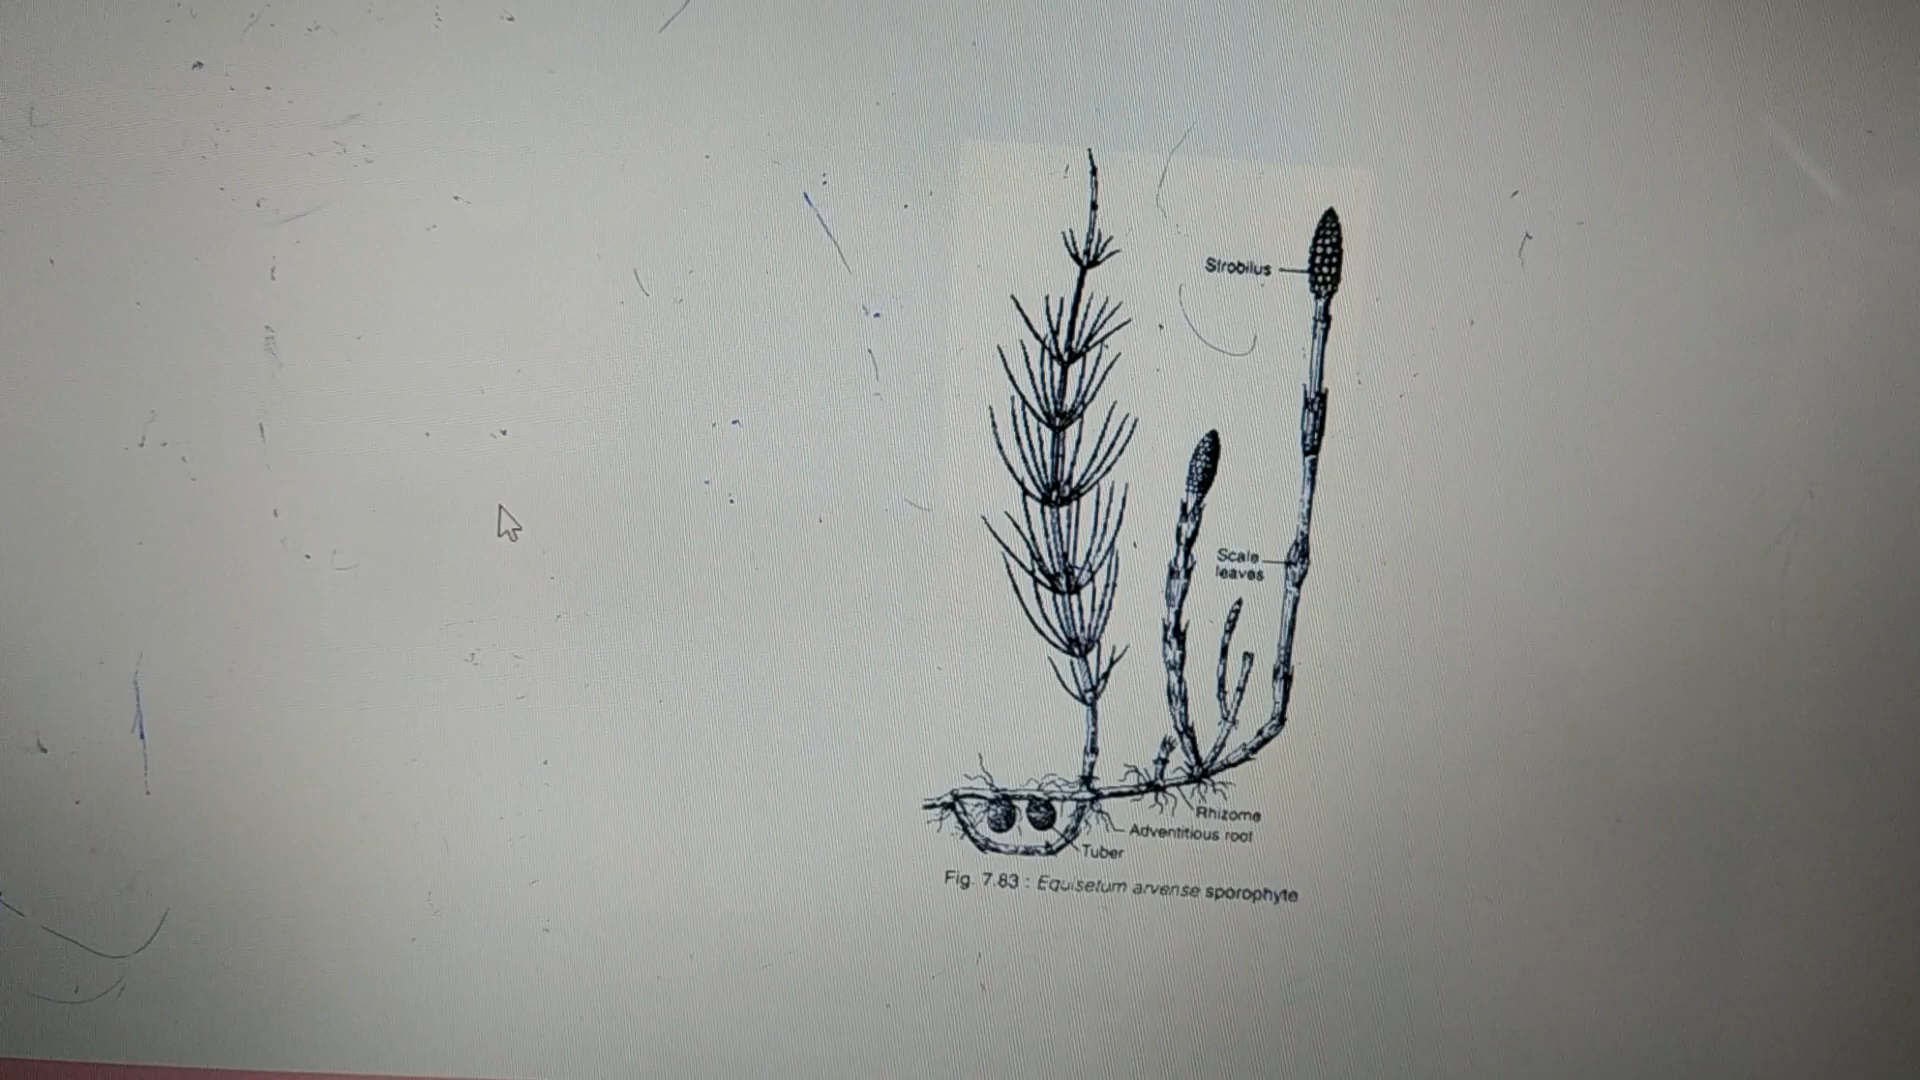 Strobilus
Scale
leaves
Rhizome
Adventitious root
Tuber
Fig. 7.83 : Equisetum arvense sporophyte